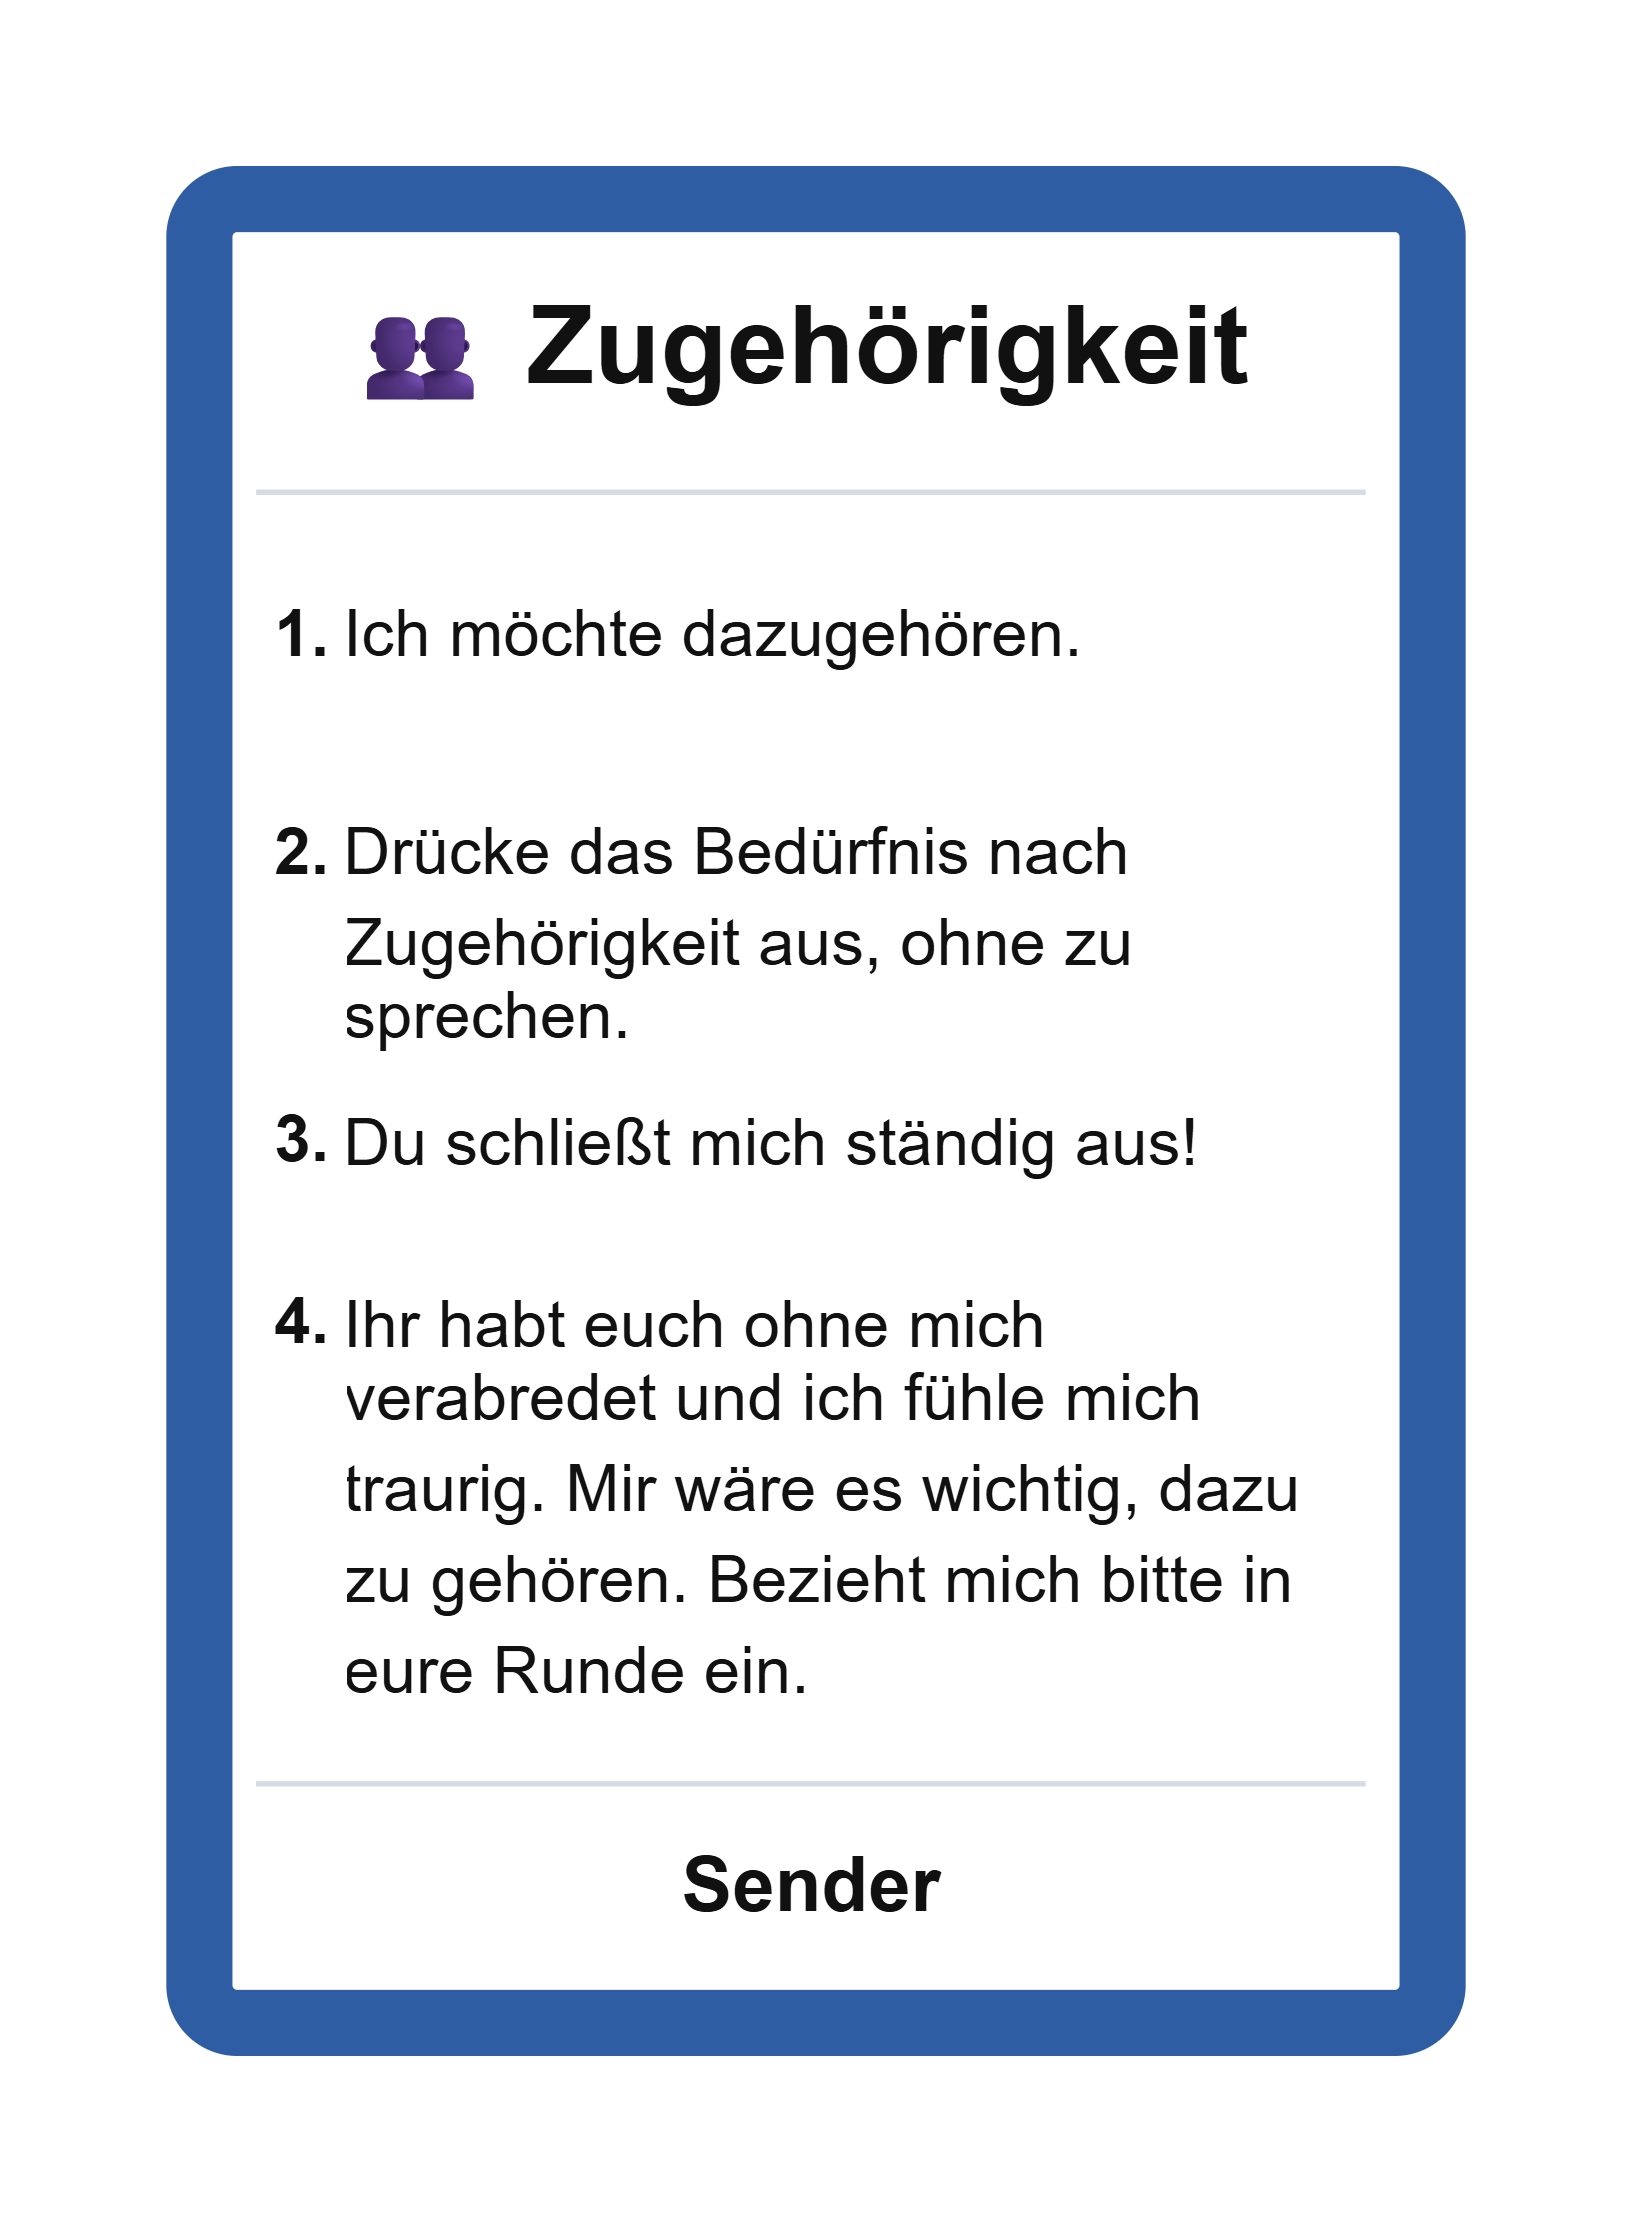 Zugehörigkeit
1. Ich möchte dazugehören.
2. Drücke das Bedürfnis nach
Zugehörigkeit aus, ohne zu
sprechen.
3. Du schließt mich ständig aus!
4. Ihr habt euch ohne mich
verabredet und ich fühle mich
traurig. Mir wäre es wichtig, dazu
zu gehören. Bezieht mich bitte in
eure Runde ein.
Sender